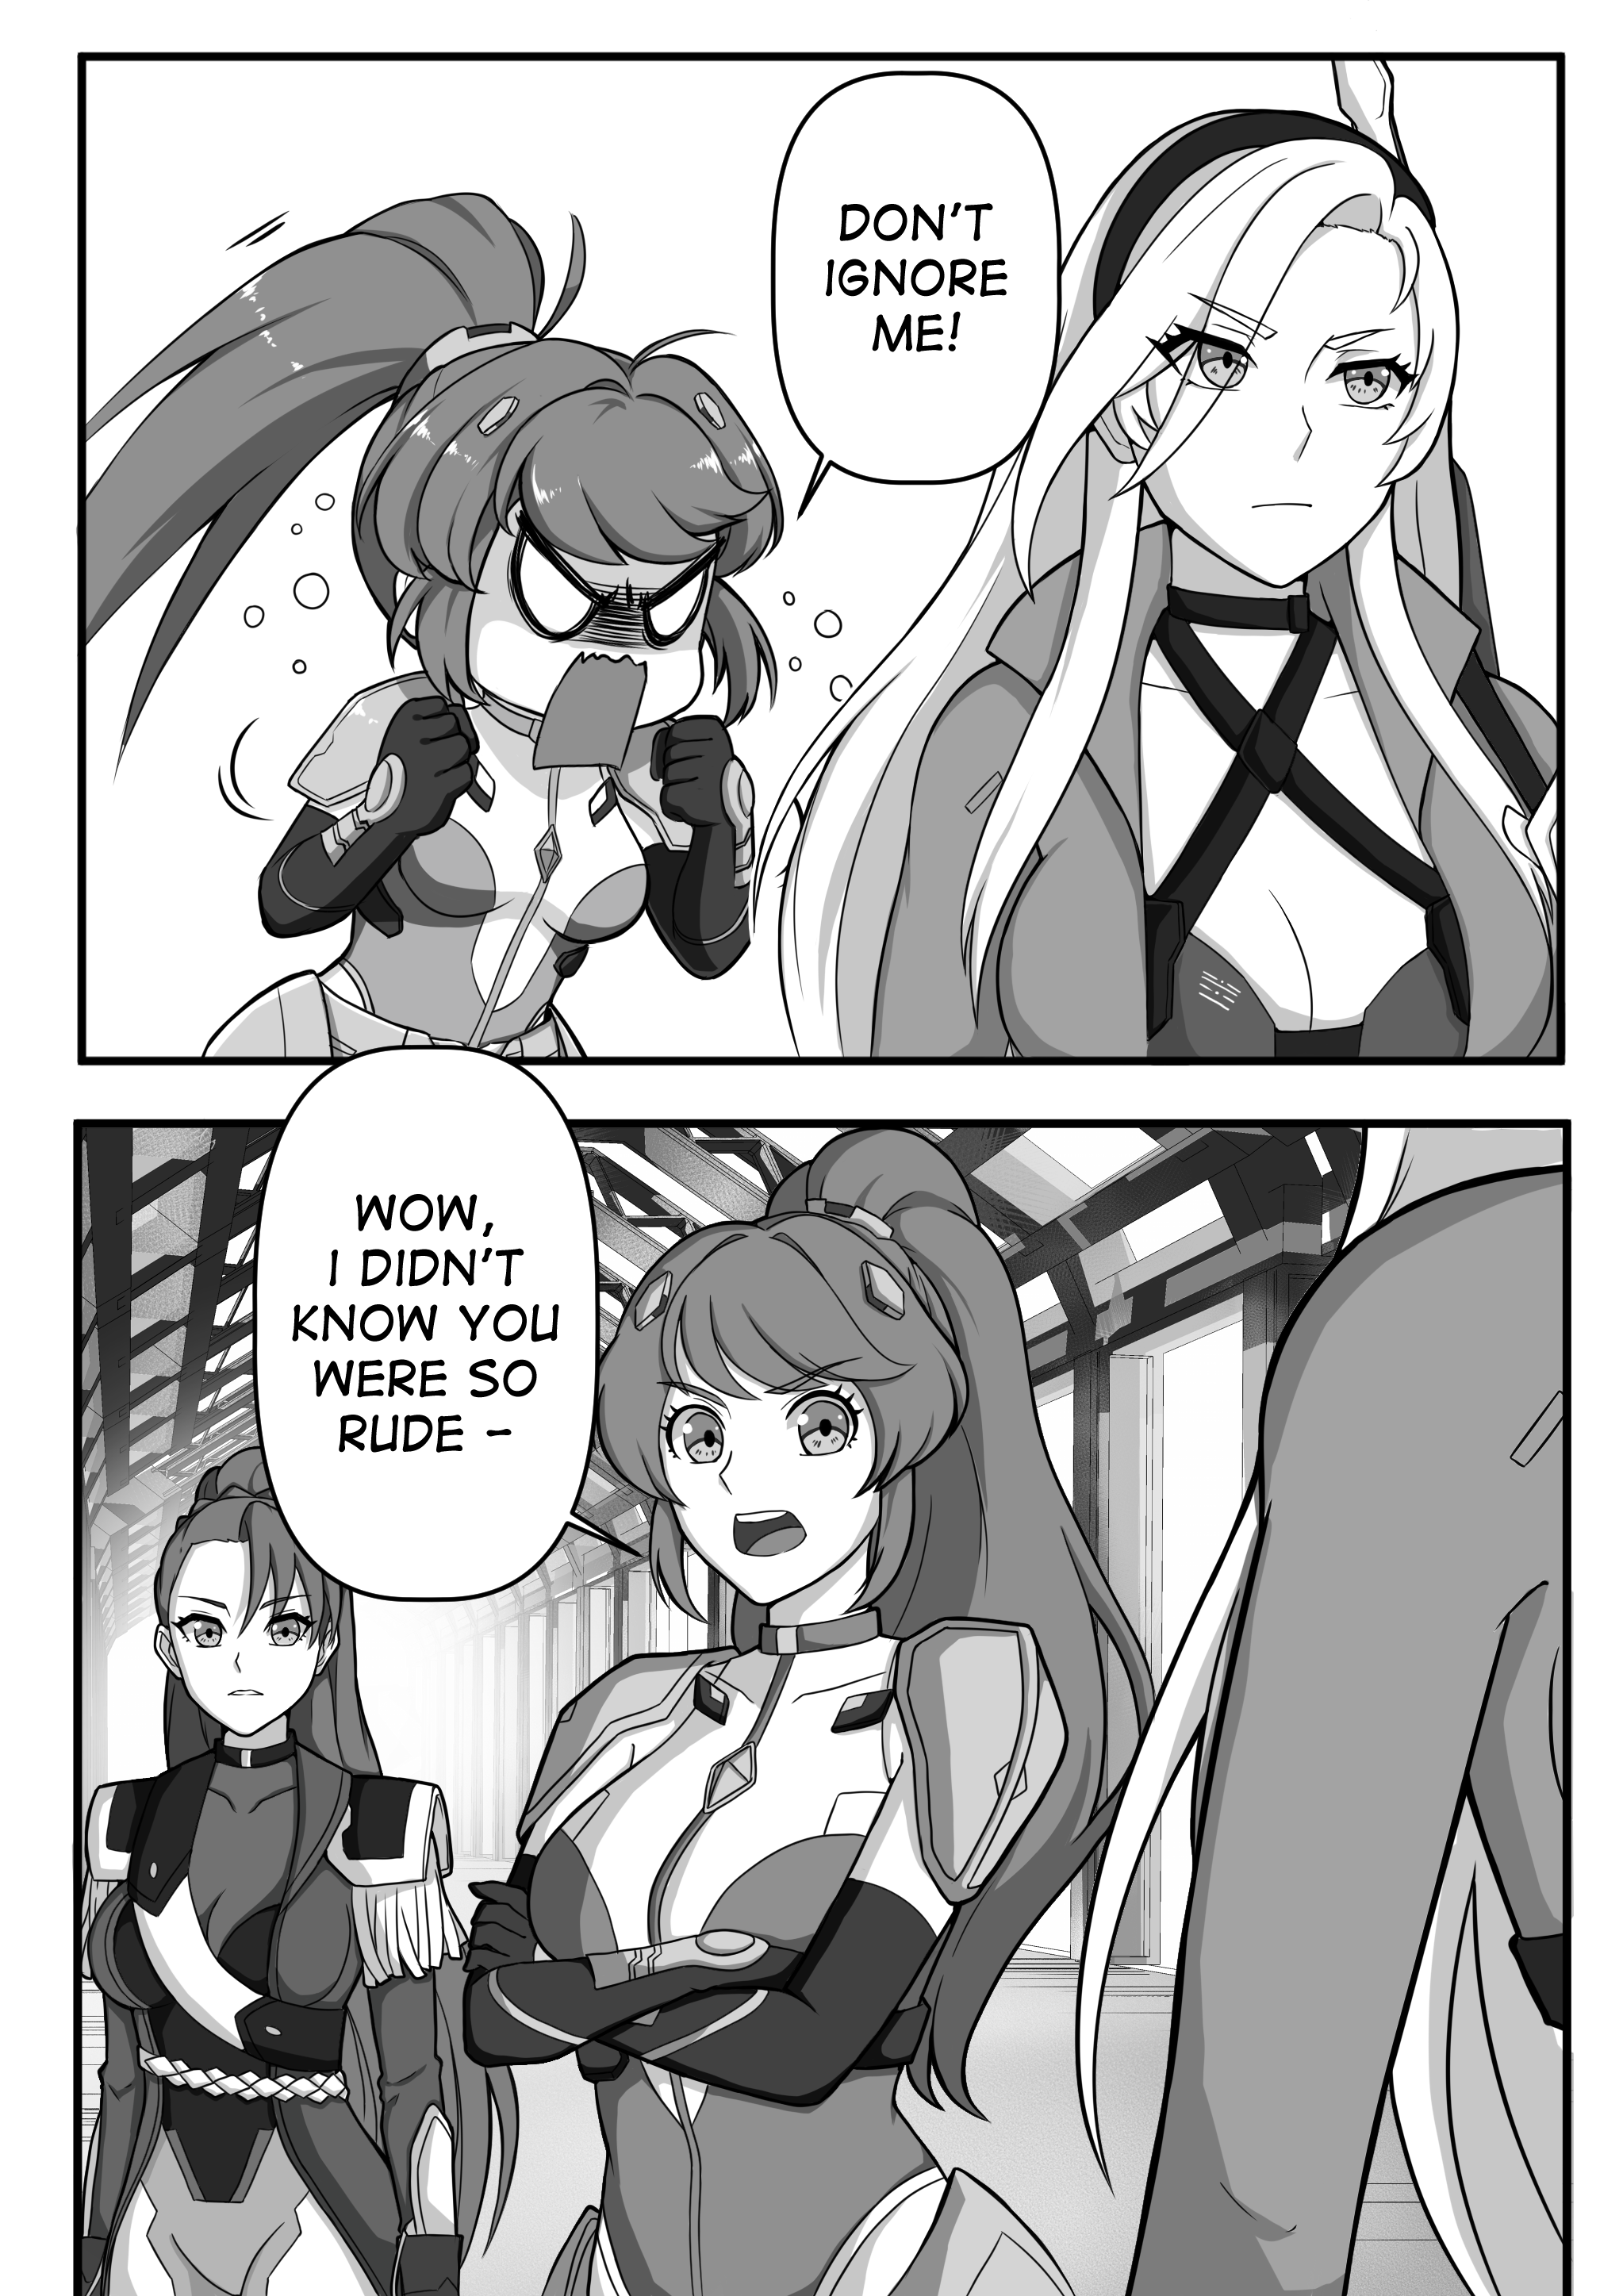 DON'T
IGNORE
ME!
WOW,
I DIDN'T
KNOW YOU
WERE SO
RUDE -